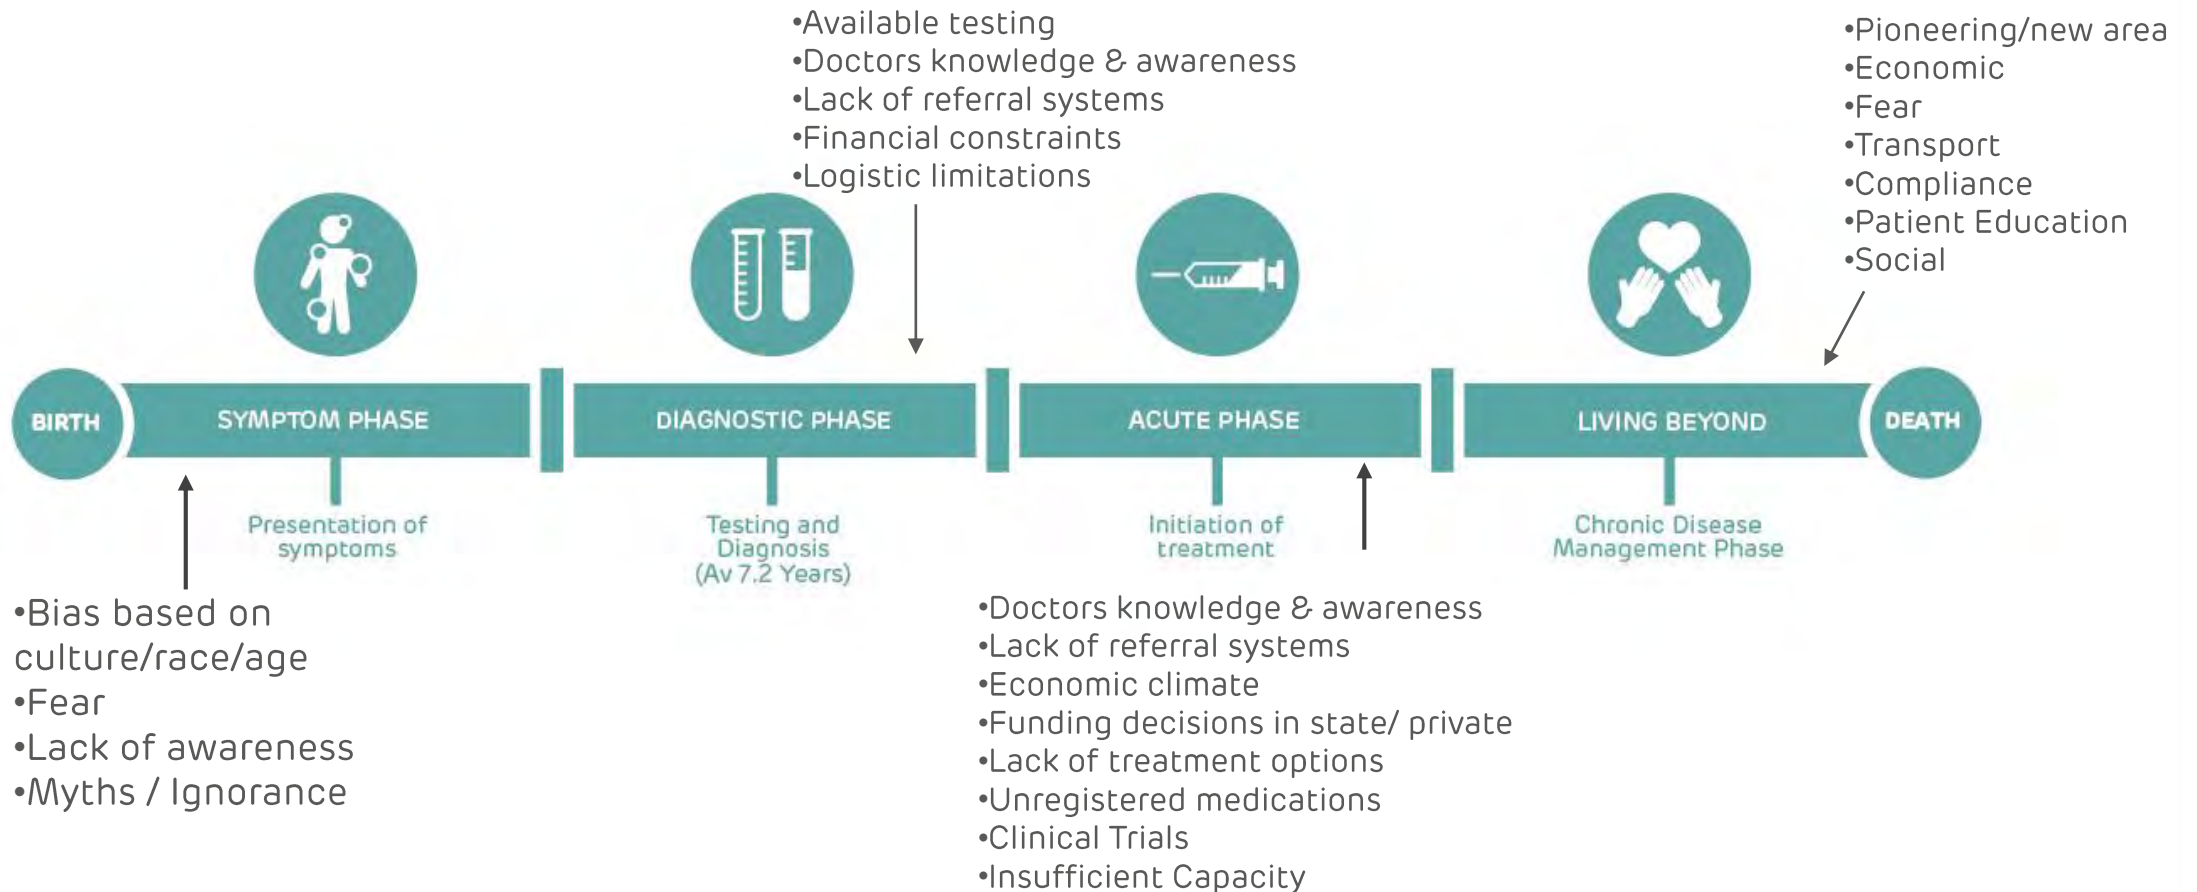 •Available testing
•Doctors knowledge & awareness
•Lack of referral systems
•Financial constraints
•Logistic limitations
•Pioneering/new area
•Economic
•Fear
•Transport
•Compliance
•Patient Education
•Social
BIRTH
SYMPTOM PHASE
DIAGNOSTIC PHASE
ACUTE PHASE
LIVING BEYOND
DEATH
Presentation of
symptoms
Testing and
Diagnosis
(Av 7.2 Years)
Initiation of
treatment
Chronic Disease
Management Phase
•Bias based on
culture/race/age
•Fear
•Lack of awareness
•Myths / Ignorance
•Doctors knowledge & awareness
•Lack of referral systems
•Economic climate
•Funding decisions in state/ private
•Lack of treatment options
•Unregistered medications
•Clinical Trials
•Insufficient Capacity